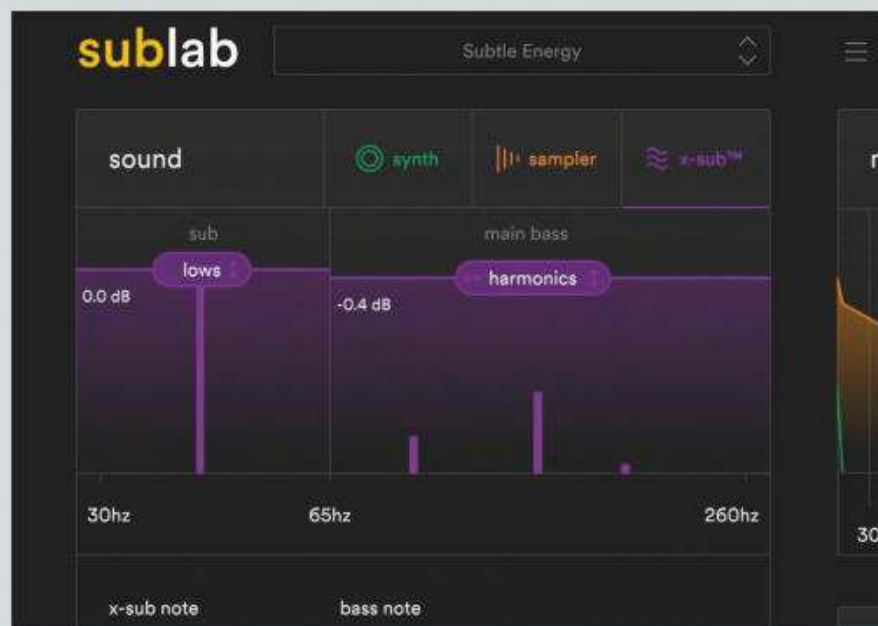 sublab
Subtle Energy
sound
synth
sampler
x-sub™
sub
main bass
lows
harmonics
0.0 dB
-0.4 dB
30hz
65hz
260hz
x-sub note
bass note